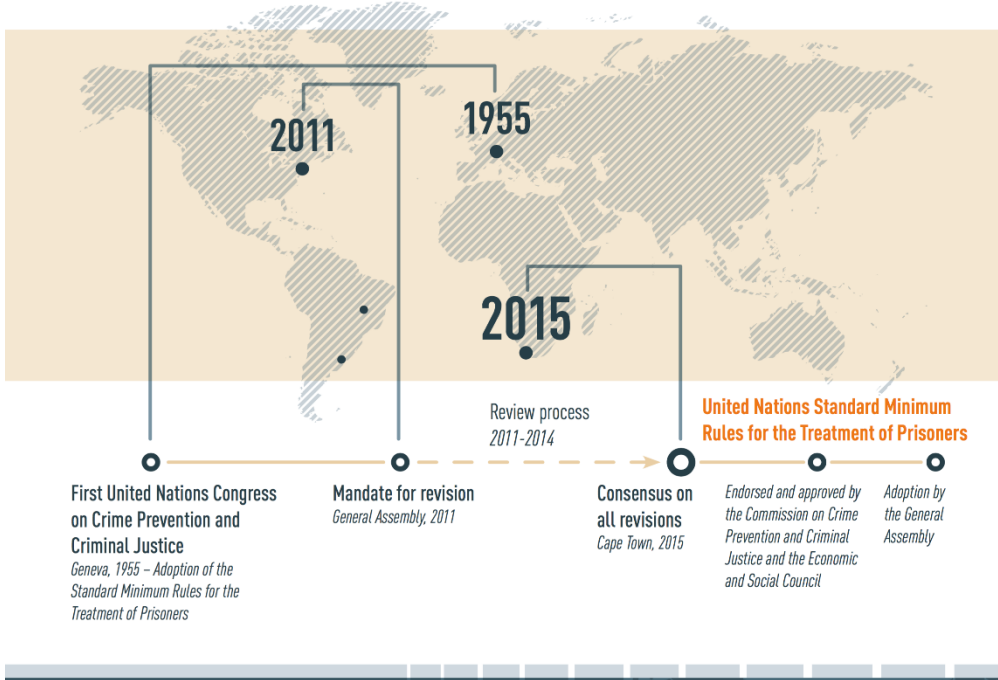 2011
1955
2015
Review process
2011-2014
United Nations Standard Minimum
Rules for the Treatment of Prisoners
First United Nations Congress
on Crime Prevention and
Criminal Justice
Geneva, 1955 – Adoption of the
Standard Minimum Rules for the
Treatment of Prisoners
Mandate for revision
General Assembly, 2011
Consensus on
all revisions
Cape Town, 2015
Endorsed and approved by
the Commission on Crime
Prevention and Criminal
Justice and the Economic
and Social Council
Adoption by
the General
Assembly